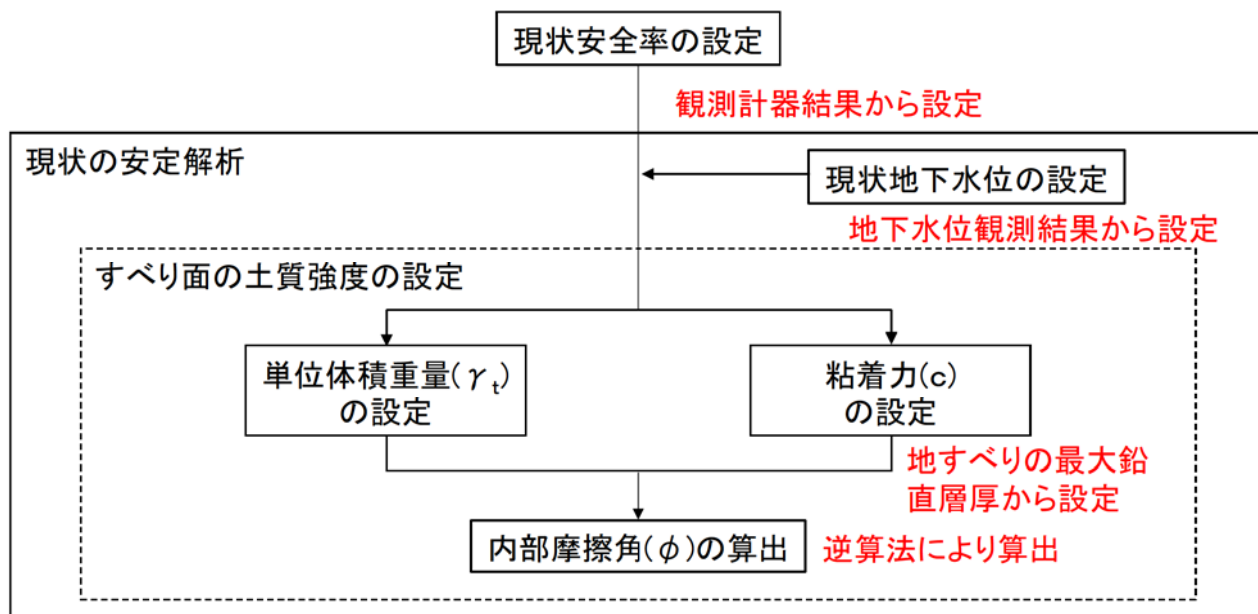 現状安全率の設定
観測計器結果から設定
現状の安定解析
現状地下水位の設定
地下水位観測結果から設定
すべり面の土質強度の設定
単位体積重量(γt)
の設定
粘着力(c)
の設定
地すべりの最大鉛
直層厚から設定
内部摩擦角(φ)の算出
逆算法により算出